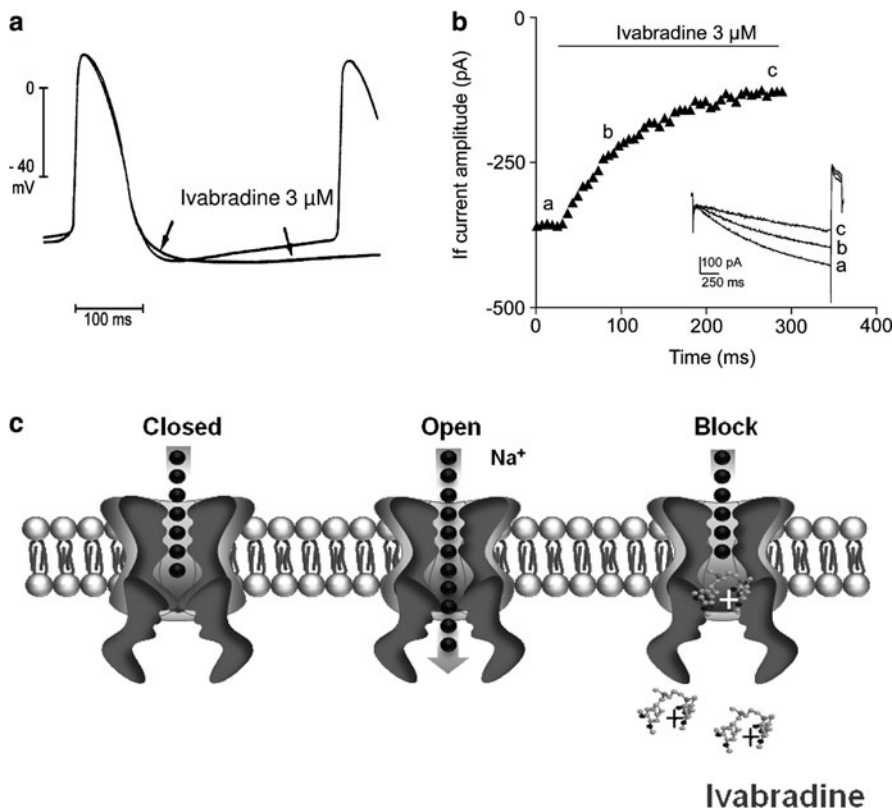 a
0
- 40
mV
Ivabradine 3 μM
100 ms
b
Ivabradine 3 μM
If current amplitude (pA)
0
-250
-500
a
b
c
c
b
a
100 pA
250 ms
0
100
200
300
400
Time (ms)
c
Closed
Open
Block
Na+
+
+
+
Ivabradine